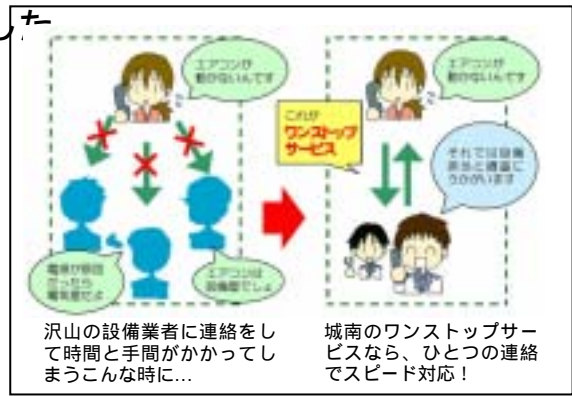 した
エアコンが
動かないんです
電源が原因
だったら
電気屋だよ
エアコンは
設備屋でしょ
沢山の設備業者に連絡をし
て時間と手間がかかってし
まうこんな時に…
これが
ワンストップ
サービス
エアコンが
動かないんです
それでは設備
担当と
うかがいます
城南のワンストップサー
ビスなら、ひとつの連絡
でスピード対応！